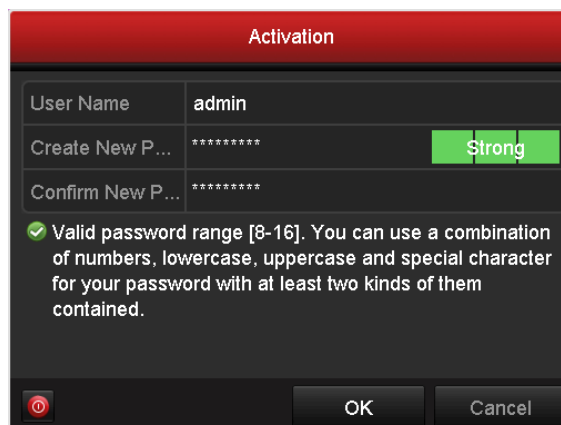 Activation
User Name admin
Create New P... ********* Strong
Confirm New P... *********
Valid password range [8-16]. You can use a combination
of numbers, lowercase, uppercase and special character
for your password with at least two kinds of them
contained.
OK Cancel